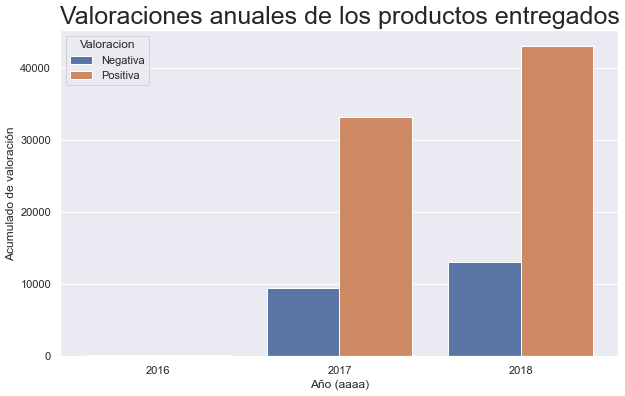 Valoraciones anuales de los productos entregados
Valoracion
Negativa
Positiva
Acumulado de valoración
40000
30000
20000
10000
0
2016
2017
2018
Año (aaaa)